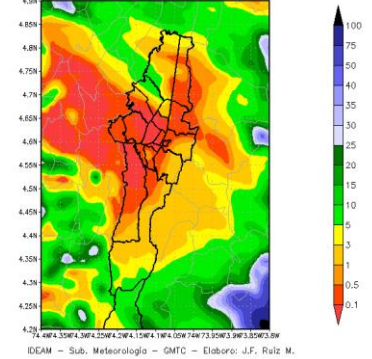 4.9N
4.85N
4.8N
4.75N
4.7N
4.65N
4.6N
4.55N
4.5N
4.45N
4.4N
4.35N
4.3N
4.25N
4.2N
74.4W74.35W74.3W74.25W74.2W74.15W74.1W74.05W 74W73.95W73.9W73.85W73.8W
100
75
50
40
35
30
25
20
15
10
5
3
1
0.5
0.1
IDEAM – Sub. Meteorología – GMTC – Elaboro: J.F. Ruiz M.